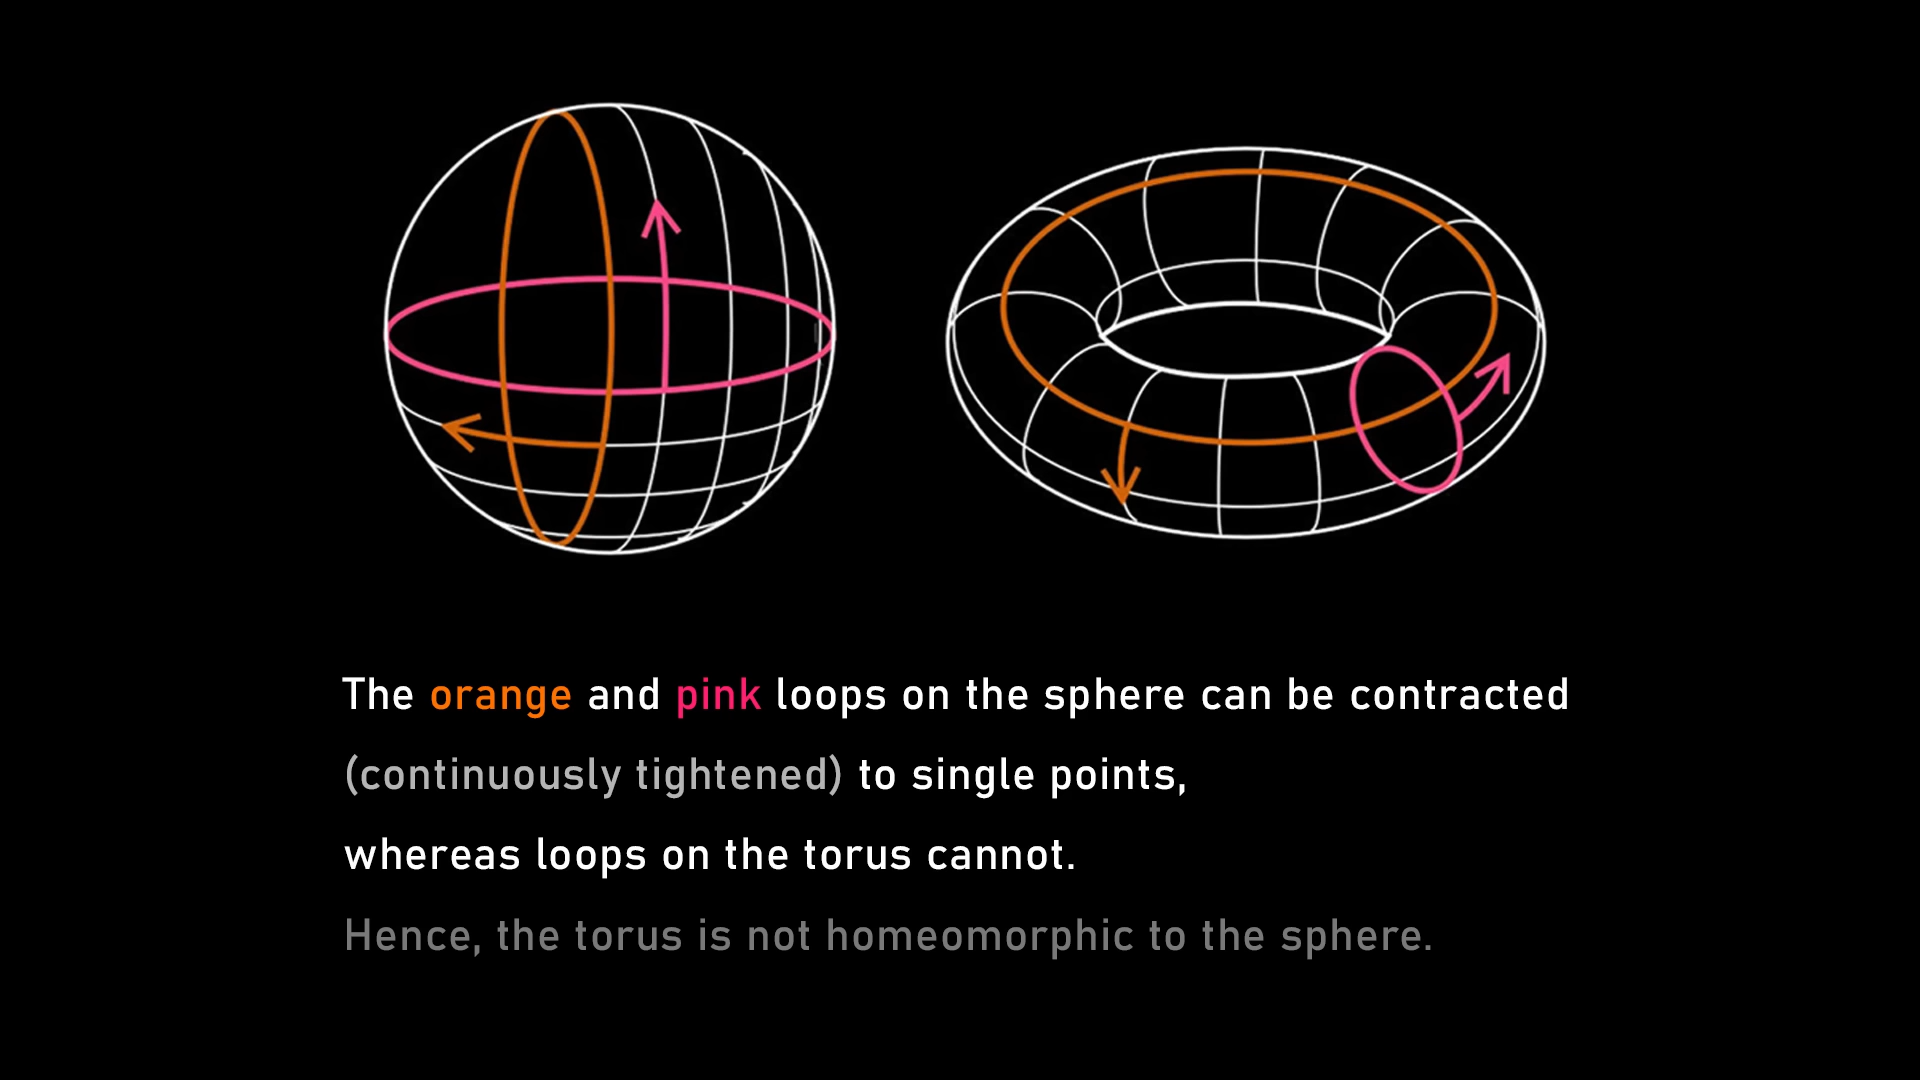 The orange and pink loops on the sphere can be contracted
(continuously tightened) to single points,
whereas loops on the torus cannot.
Hence, the torus is not homeomorphic to the sphere.